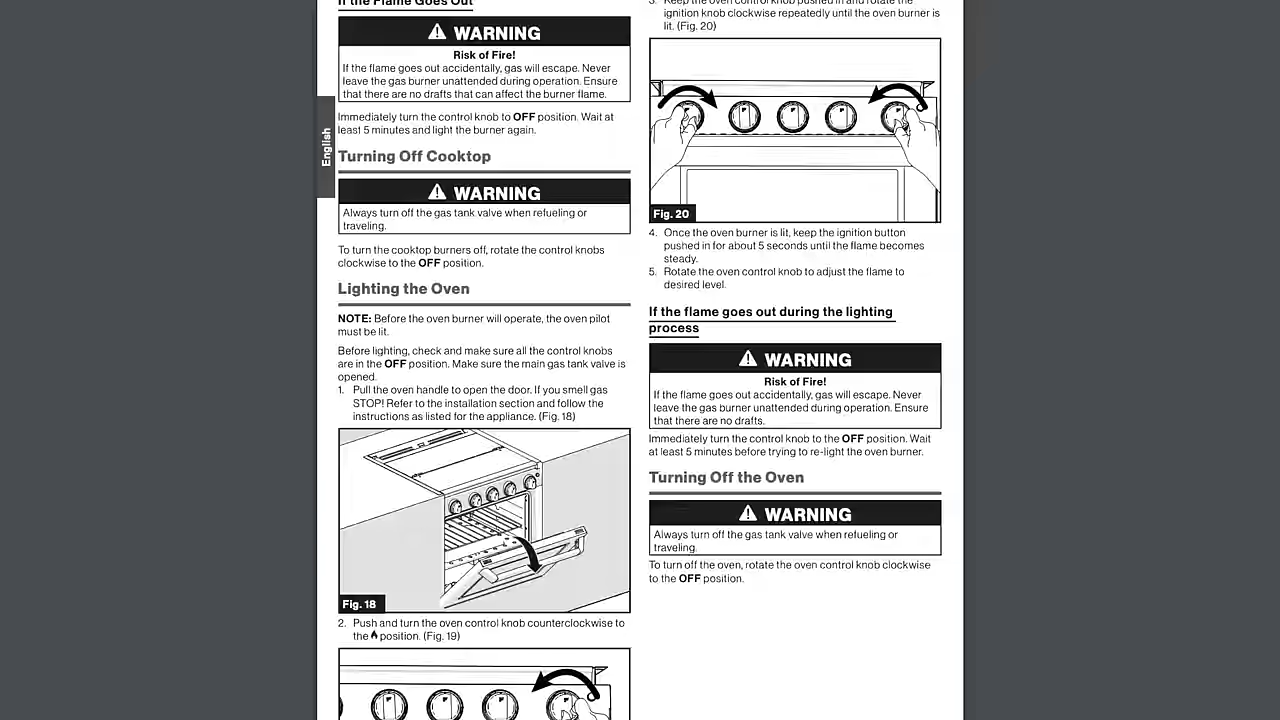 If the Flame Goes Out
WARNING
Risk of Fire!
If the flame goes out accidentally, gas will escape. Never
leave the gas burner unattended during operation. Ensure
that there are no drafts that can affect the burner flame.
Immediately turn the control knob to OFF position. Wait at
least 5 minutes and light the burner again.
English
Turning Off Cooktop
WARNING
Always turn off the gas tank valve when refueling or
traveling.
To turn the cooktop burners off, rotate the control knobs
clockwise to the OFF position.
Lighting the Oven
NOTE: Before the oven burner will operate, the oven pilot
must be lit.
Before lighting, check and make sure all the control knobs
are in the OFF position. Make sure the main gas tank valve is
opened.
1. Pull the oven handle to open the door. If you smell gas
STOP! Refer to the installation section and follow the
instructions as listed for the appliance. (Fig. 18)
Fig. 18
2. Push and turn the oven control knob counterclockwise to
the position. (Fig. 19)
3. Keep the oven control knob pushed in and rotate the
ignition knob clockwise repeatedly until the oven burner is
lit. (Fig. 20)
Fig. 20
4. Once the oven burner is lit, keep the ignition button
pushed in for about 5 seconds until the flame becomes
steady.
5. Rotate the oven control knob to adjust the flame to
desired level.
If the flame goes out during the lighting
process
WARNING
Risk of Fire!
If the flame goes out accidentally, gas will escape. Never
leave the gas burner unattended during operation. Ensure
that there are no drafts.
Immediately turn the control knob to the OFF position. Wait
at least 5 minutes before trying to re-light the oven burner.
Turning Off the Oven
WARNING
Always turn off the gas tank valve when refueling or
traveling.
To turn off the oven, rotate the oven control knob clockwise
to the OFF position.